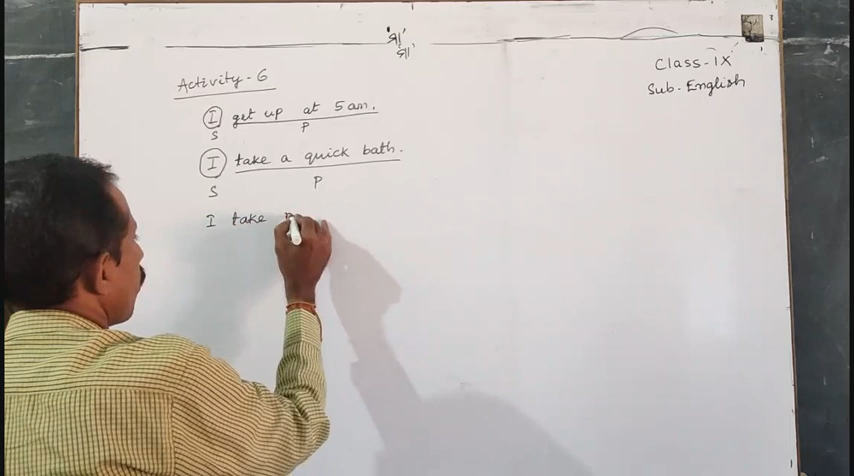 'श्री'
श्री'
Class-IX
Sub-English
Activity-6
I get up at 5 am.
S P
I take a quick bath.
S P
I take